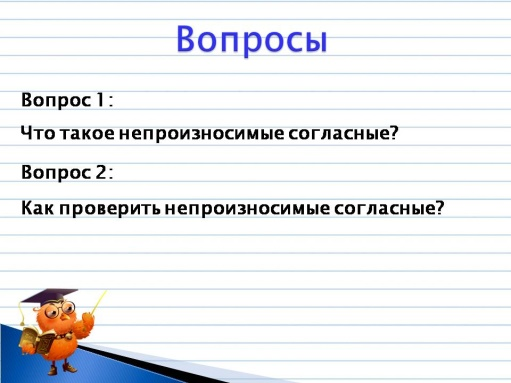 Вопросы
Вопрос 1:
Что такое непроизносимые согласные?
Вопрос 2:
Как проверить непроизносимые согласные?